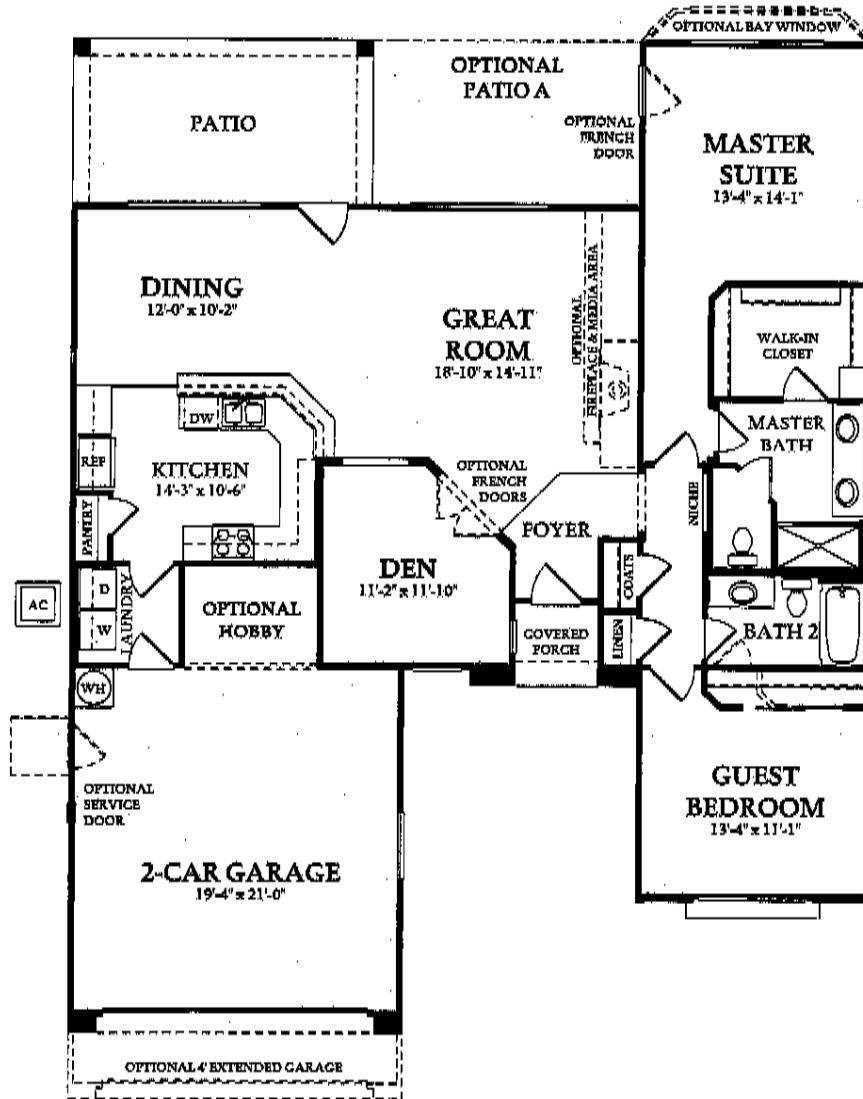 OPTIONAL BAY WINDOW
OPTIONAL
PATIO A
PATIO
OPTIONAL
FRENCH
DOOR
MASTER
SUITE
13'-4" x 14'-1"
DINING
12'-0" x 10'-2"
GREAT
ROOM
18'-10" x 14'-11"
OPTIONAL
FIREPLACE & MEDIA AREA
WALK-IN
CLOSET
DW
MASTER
BATH
REF
KITCHEN
14'-3" x 10'-6"
OPTIONAL
FRENCH
DOORS
PANTRY
FOYER
NICHE
DEN
11'-2" x 11'-10"
COATS
AC
D
W
LAUNDRY
OPTIONAL
HOBBY
COVERED
PORCH
LINEN
BATH 2
WH
OPTIONAL
SERVICE
DOOR
GUEST
BEDROOM
13'-4" x 11'-1"
2-CAR GARAGE
19'-4" x 21'-0"
OPTIONAL 4' EXTENDED GARAGE